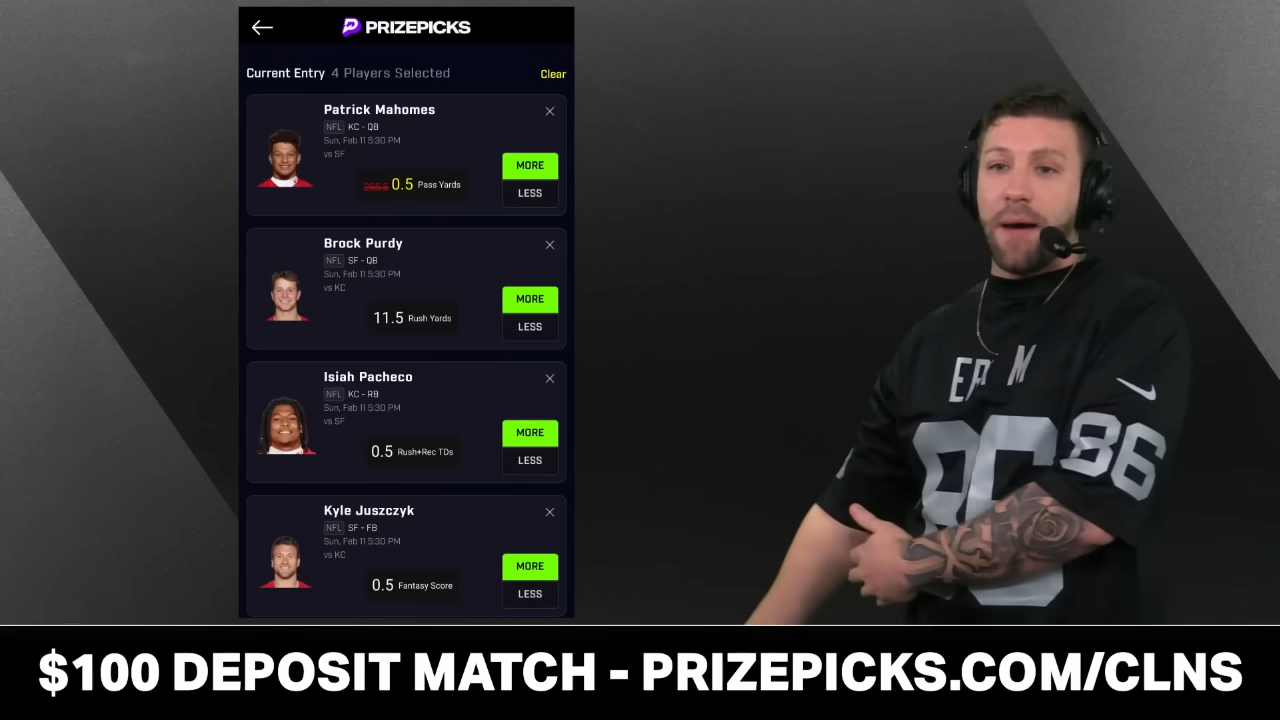 PRIZEPICKS
Current Entry 4 Players Selected Clear
Patrick Mahomes
NFL KC - QB
Sun, Feb 11 5:30 PM
vs SF
0.5 Pass Yards
MORE
LESS
Brock Purdy
NFL SF - QB
Sun, Feb 11 5:30 PM
vs KC
11.5 Rush Yards
MORE
LESS
Isiah Pacheco
NFL KC - RB
Sun, Feb 11 5:30 PM
vs SF
0.5 Rush+Rec TDs
MORE
LESS
Kyle Juszczyk
NFL SF - FB
Sun, Feb 11 5:30 PM
vs KC
0.5 Fantasy Score
MORE
LESS
86
$100 DEPOSIT MATCH - PRIZEPICKS.COM/CLNS